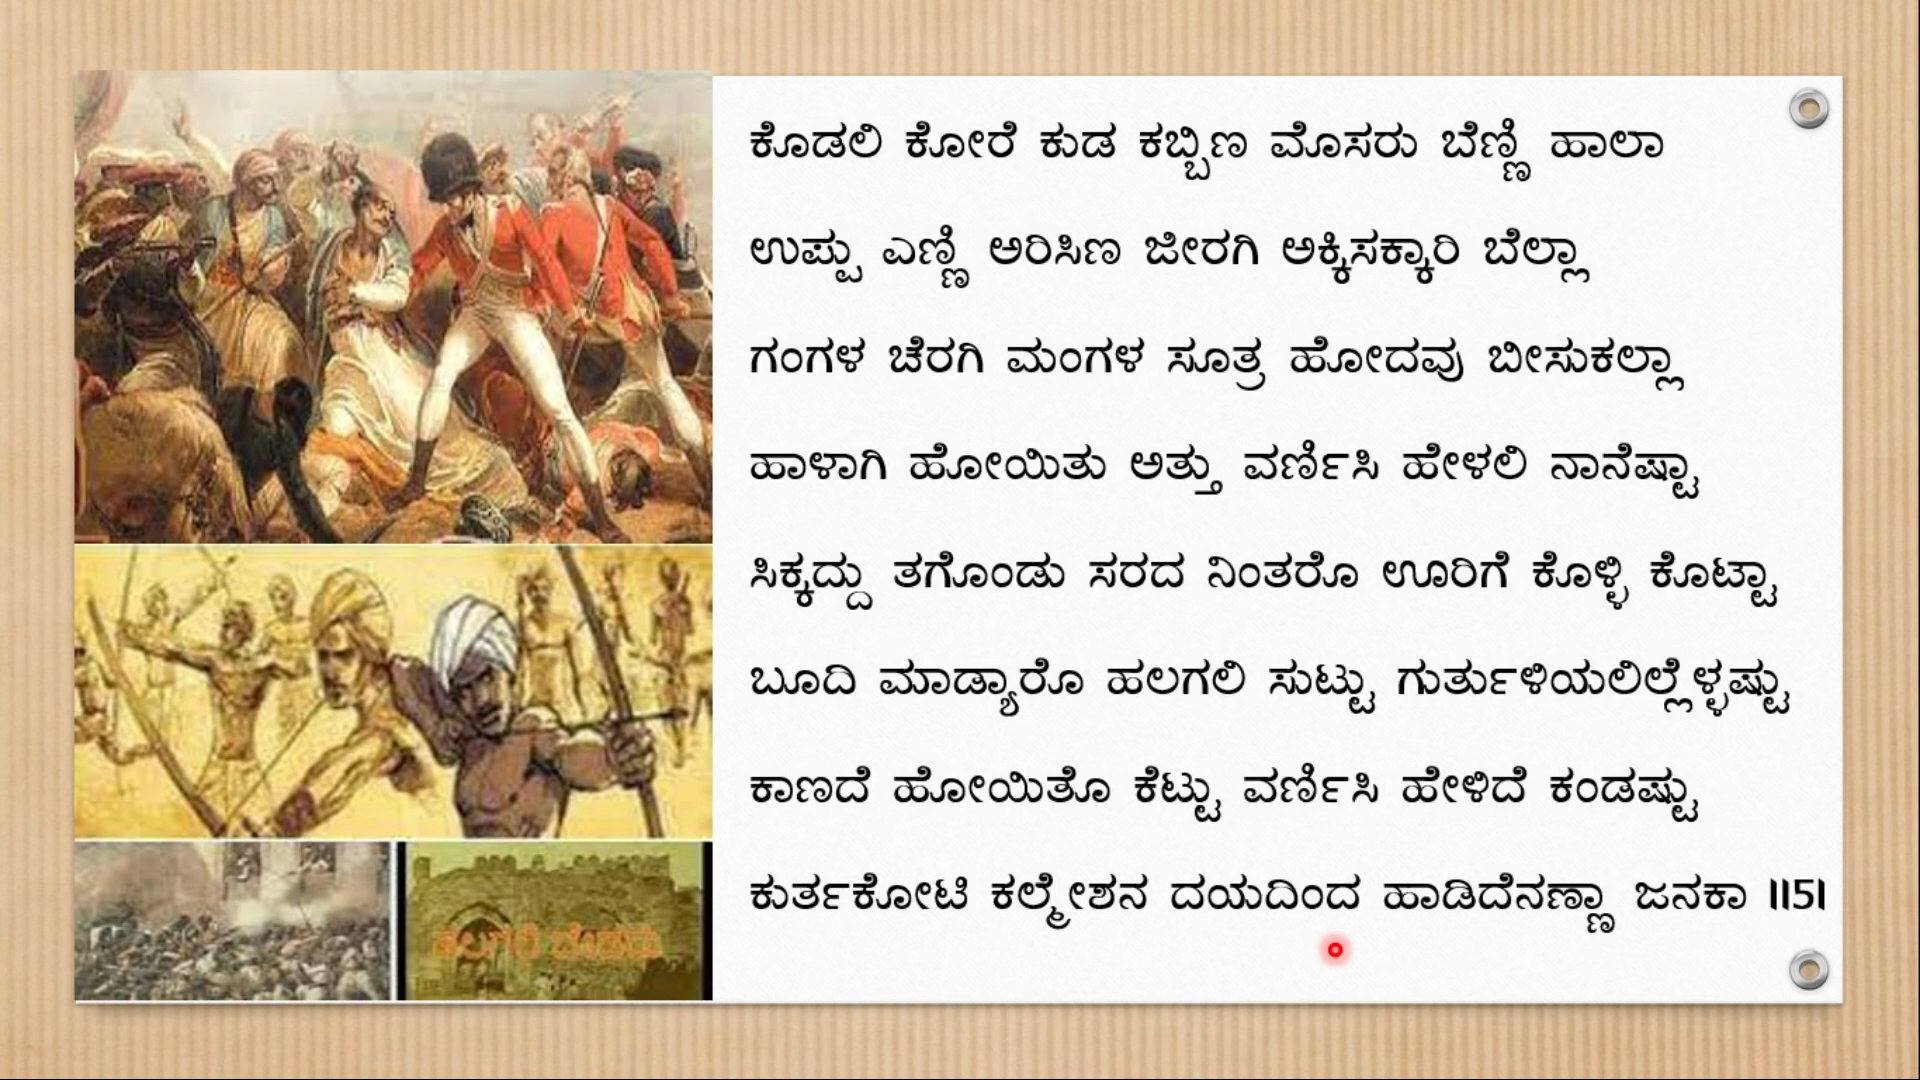 ಕೊಡಲಿ ಕೋರೆ ಕುಡ ಕಬ್ಬಿಣ ಮೊಸರು ಬೆಣ್ಣಿ ಹಾಲಾ
ಉಪ್ಪು ಎಣ್ಣಿ ಅರಿಸಿಣ ಜೀರಗಿ ಅಕ್ಕಿಸಕ್ಕಾರಿ ಬೆಲ್ಲಾ
ಗಂಗಳ ಚೆರಗಿ ಮಂಗಳ ಸೂತ್ರ ಹೋದವು ಬೀಸುಕಲ್ಲಾ
ಹಾಳಾಗಿ ಹೋಯಿತು ಅತ್ತು ವರ್ಣಿಸಿ ಹೇಳಲಿ ನಾನೆಷ್ಟಾ
ಸಿಕ್ಕದ್ದು ತಗೊಂಡು ಸರದ ನಿಂತರೊ ಊರಿಗೆ ಕೊಳ್ಳಿ ಕೊಟ್ಟಾ
ಬೂದಿ ಮಾಡ್ಯಾರೊ ಹಲಗಲಿ ಸುಟ್ಟು ಗುರ್ತುಳಿಯಲಿಲ್ಲೆಳ್ಳಷ್ಟು
ಕಾಣದೆ ಹೋಯಿತೊ ಕೆಟ್ಟು ವರ್ಣಿಸಿ ಹೇಳಿದೆ ಕಂಡಷ್ಟು
ಕುರ್ತಕೋಟಿ ಕಲ್ಮೇಶನ ದಯದಿಂದ ಹಾಡಿದೆನಣ್ಣಾ ಜನಕಾ ॥5।